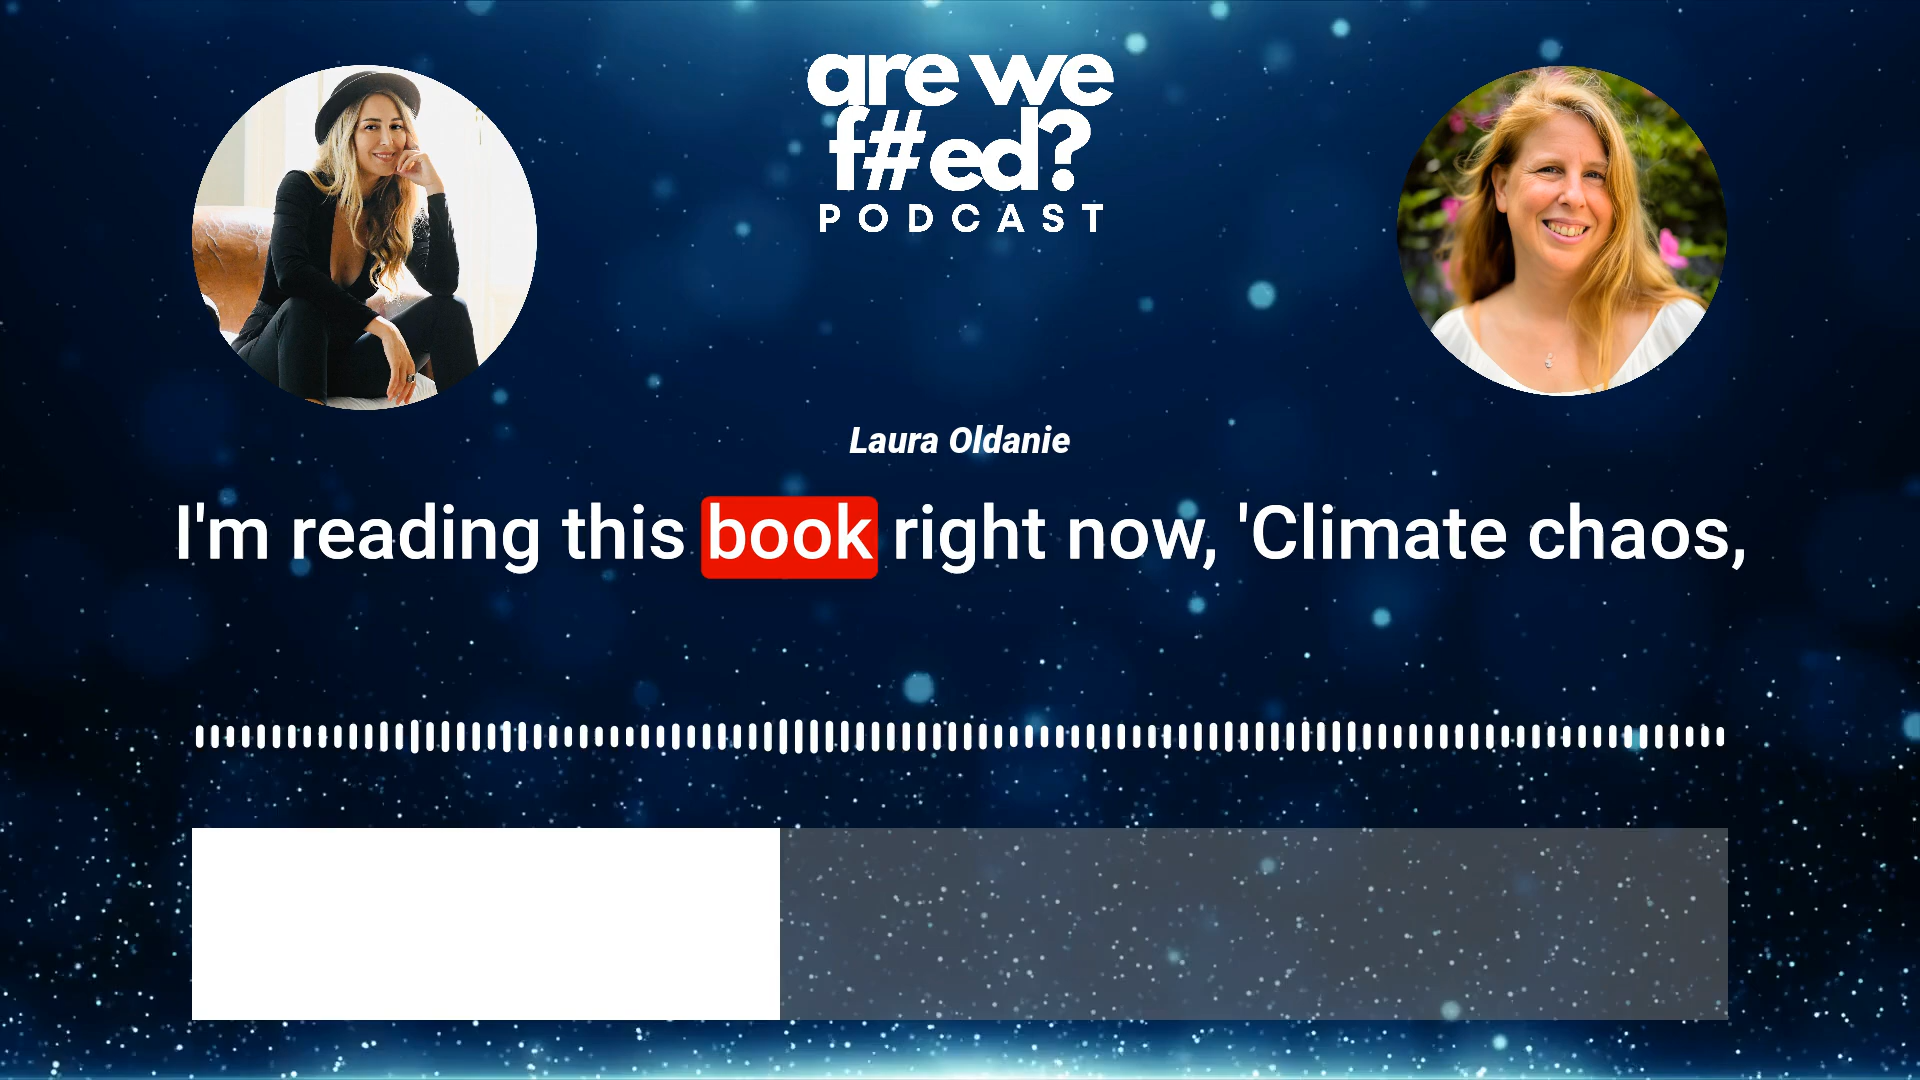 are we
f#ed?
PODCAST
Laura Oldanie
I'm reading this book right now, 'Climate chaos,